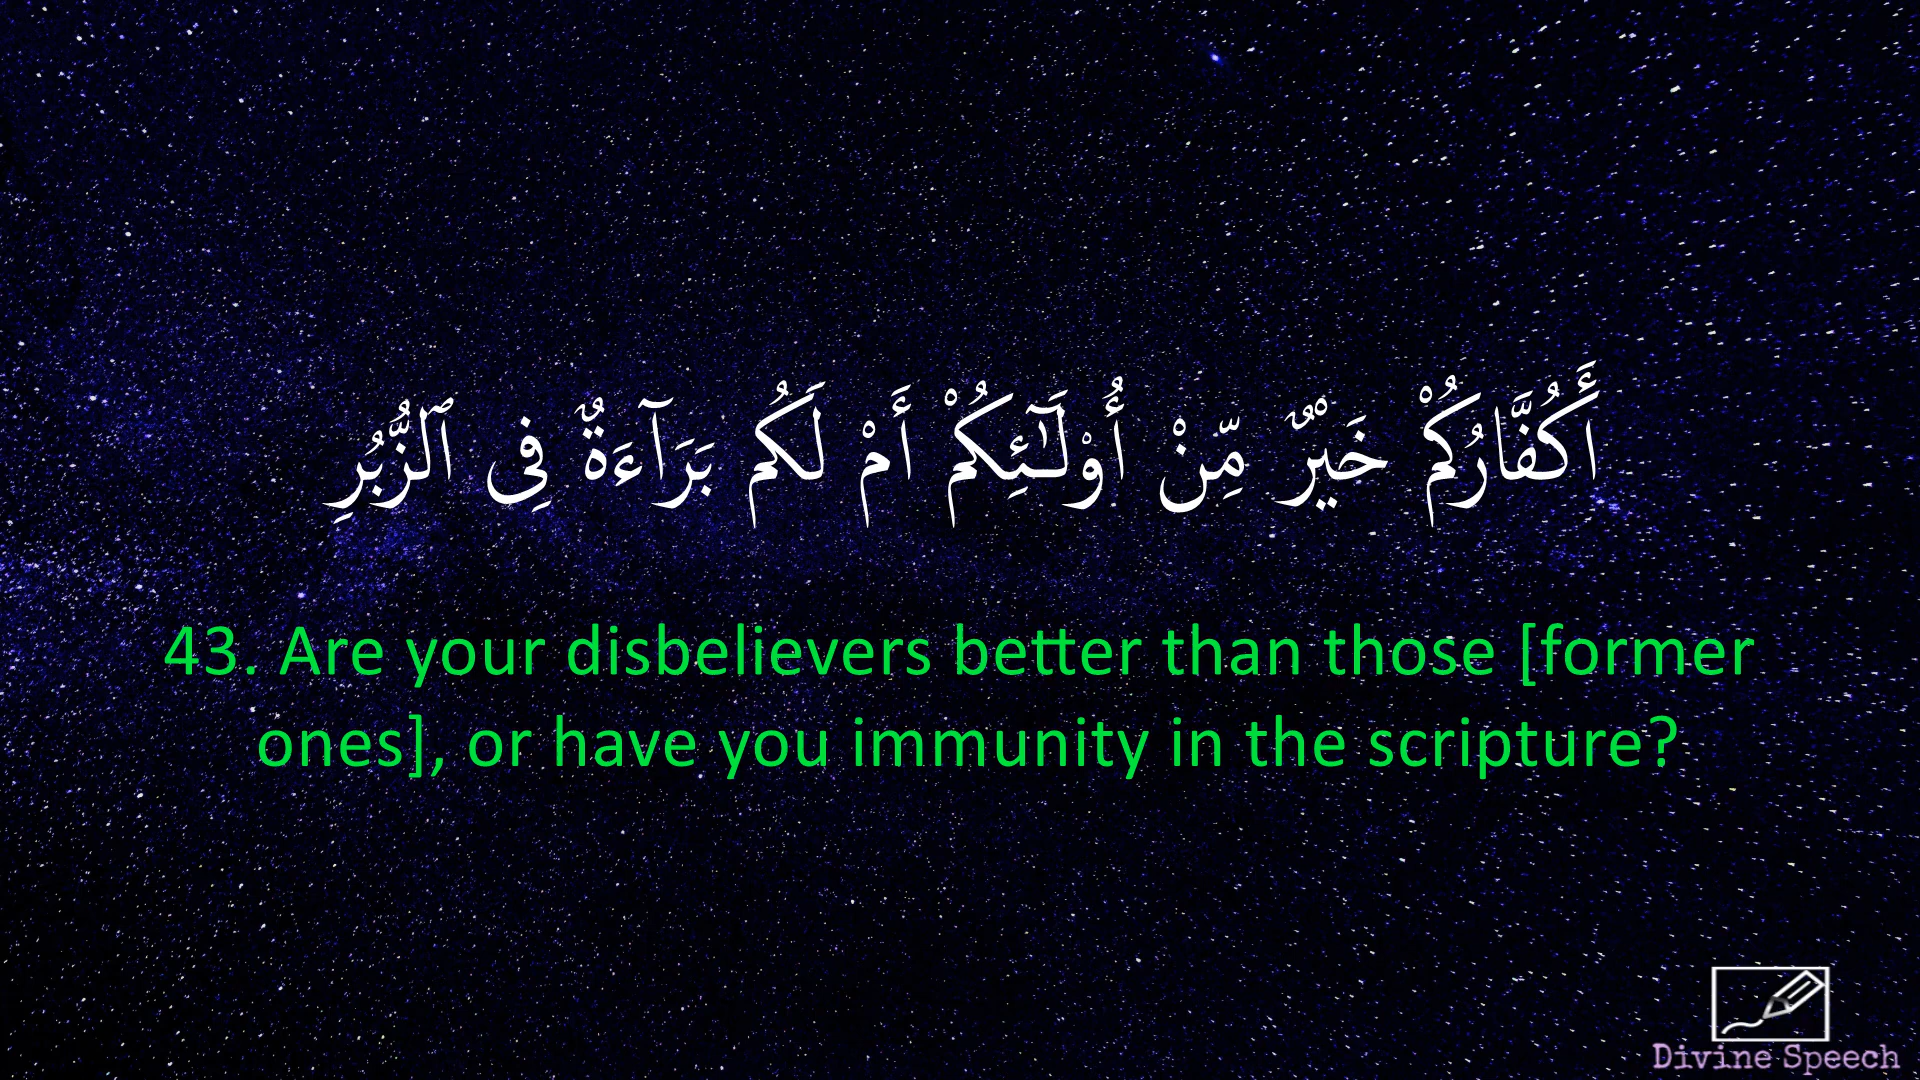 أَكُفَّارُكُمْ خَيْرٌ مِّنْ أُو۟لَـٰٓئِكُمْ أَمْ لَكُم بَرَآءَةٌ فِى ٱلزُّبُرِ
43. Are your disbelievers better than those [former
ones], or have you immunity in the scripture?
Divine Speech